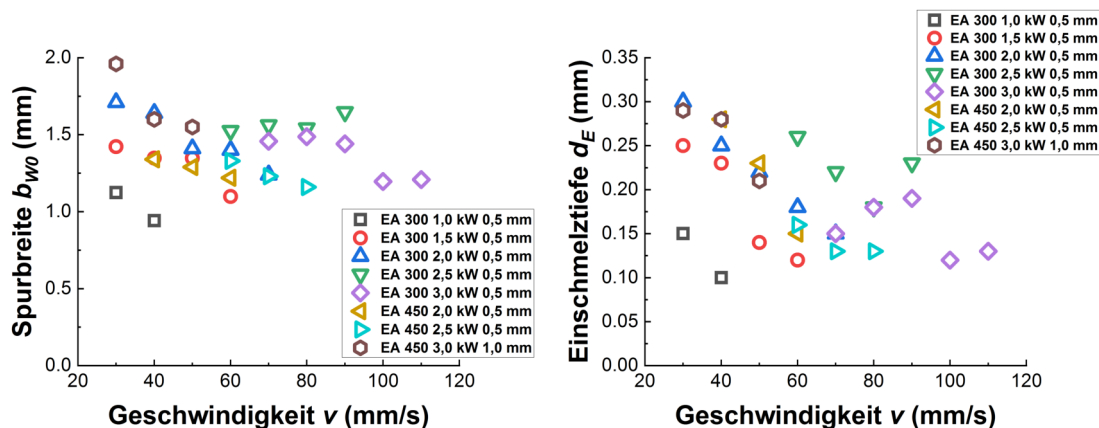 2.0
1.5
1.0
0.5
0.0
Spurbreite b_W0 (mm)
EA 300 1,0 kW 0,5 mm
EA 300 1,5 kW 0,5 mm
EA 300 2,0 kW 0,5 mm
EA 300 2,5 kW 0,5 mm
EA 300 3,0 kW 0,5 mm
EA 450 2,0 kW 0,5 mm
EA 450 2,5 kW 0,5 mm
EA 450 3,0 kW 1,0 mm
20 40 60 80 100 120
Geschwindigkeit v (mm/s)
EA 300 1,0 kW 0,5 mm
EA 300 1,5 kW 0,5 mm
EA 300 2,0 kW 0,5 mm
EA 300 2,5 kW 0,5 mm
EA 300 3,0 kW 0,5 mm
EA 450 2,0 kW 0,5 mm
EA 450 2,5 kW 0,5 mm
EA 450 3,0 kW 1,0 mm
0.35
0.30
0.25
0.20
0.15
0.10
0.05
0.00
Einschmelztiefe d_E (mm)
20 40 60 80 100 120
Geschwindigkeit v (mm/s)